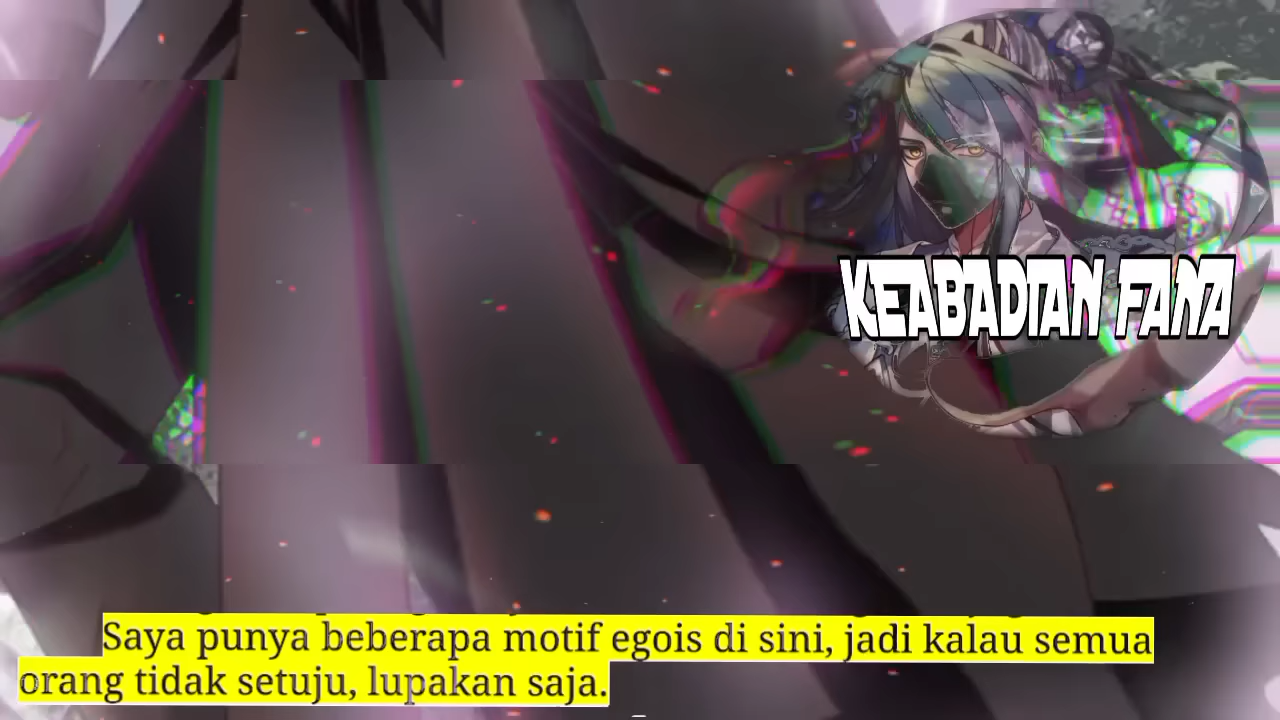 KEABADIAN FANA
Saya punya beberapa motif egois di sini, jadi kalau semua
orang tidak setuju, lupakan saja.